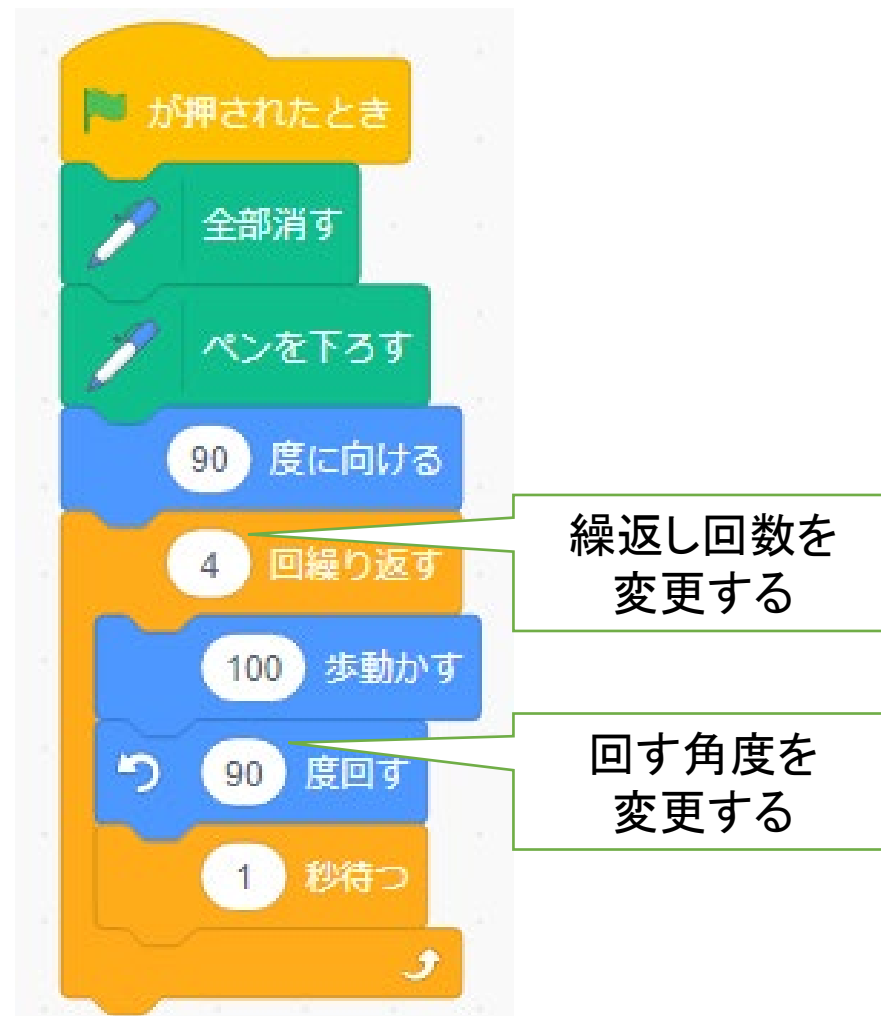 が押されたとき
全部消す
ペンを下ろす
90 度に向ける
4 回繰り返す
繰返し回数を
変更する
100 歩動かす
90 度回す
回す角度を
変更する
1 秒待つ